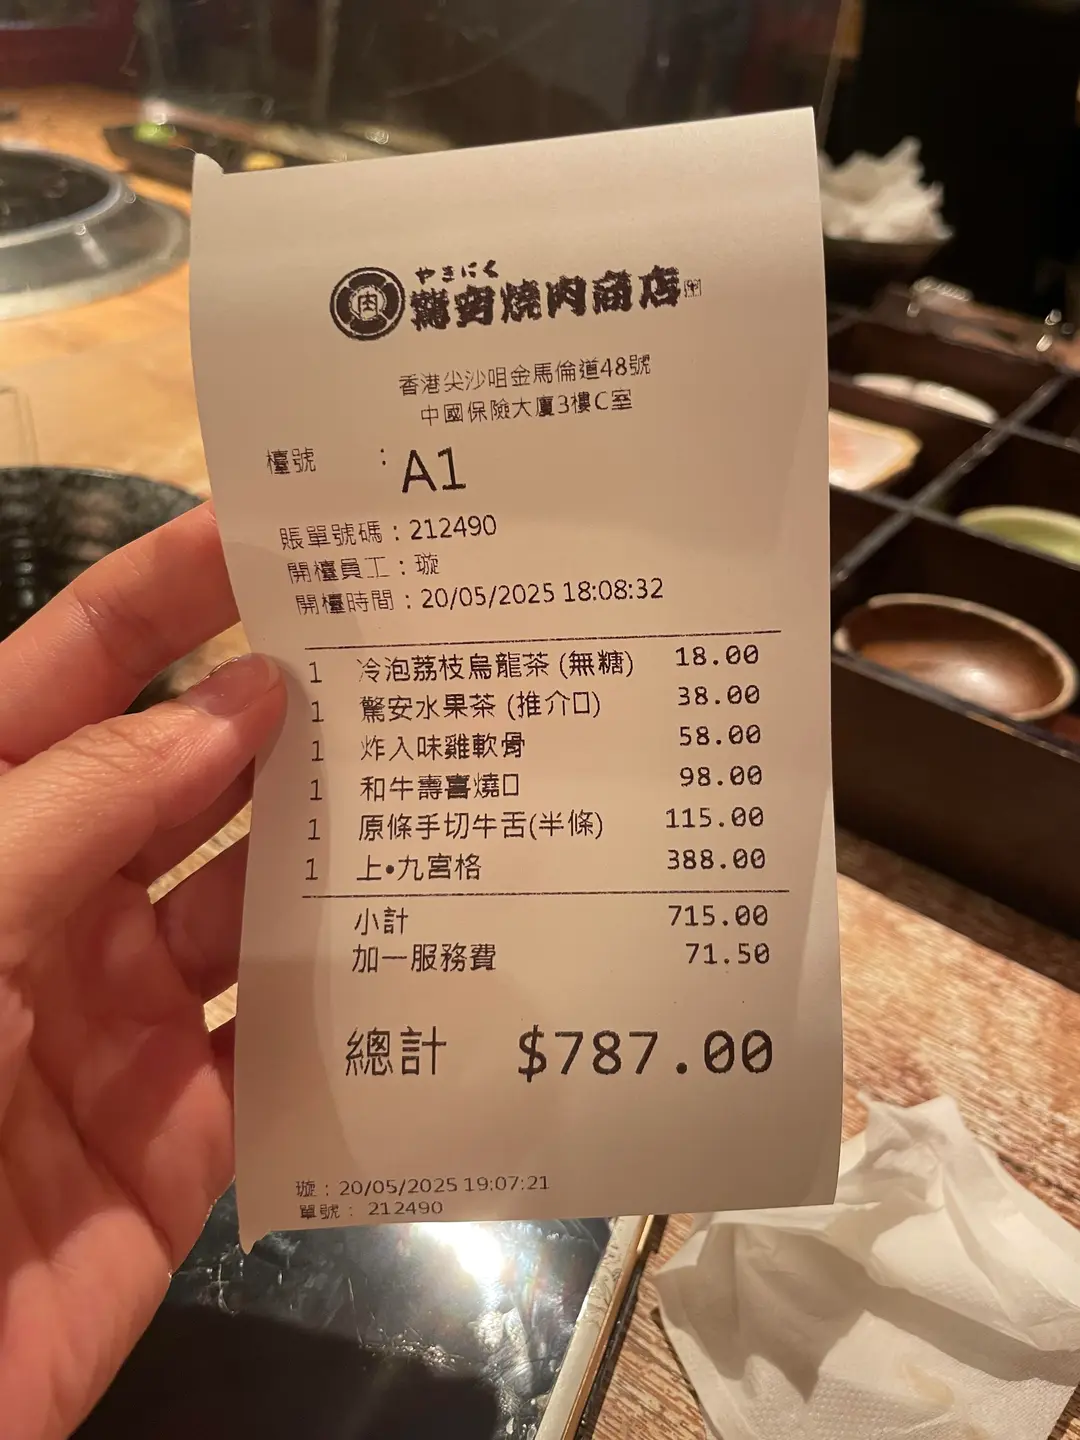 やきにく
驚安燒肉商店
香港尖沙咀金馬倫道48號
中國保險大廈3樓C室
檯號 : A1
賬單號碼：212490
開檯員工：璇
開檯時間：20/05/2025 18:08:32
1 冷泡荔枝烏龍茶 (無糖) 18.00
1 驚安水果茶 (推介口) 38.00
1 炸入味雞軟骨 58.00
1 和牛壽喜燒口 98.00
1 原條手切牛舌(半條) 115.00
1 上•九宮格 388.00
小計 715.00
加一服務費 71.50
總計 $787.00
璇：20/05/2025 19:07:21
單號： 212490